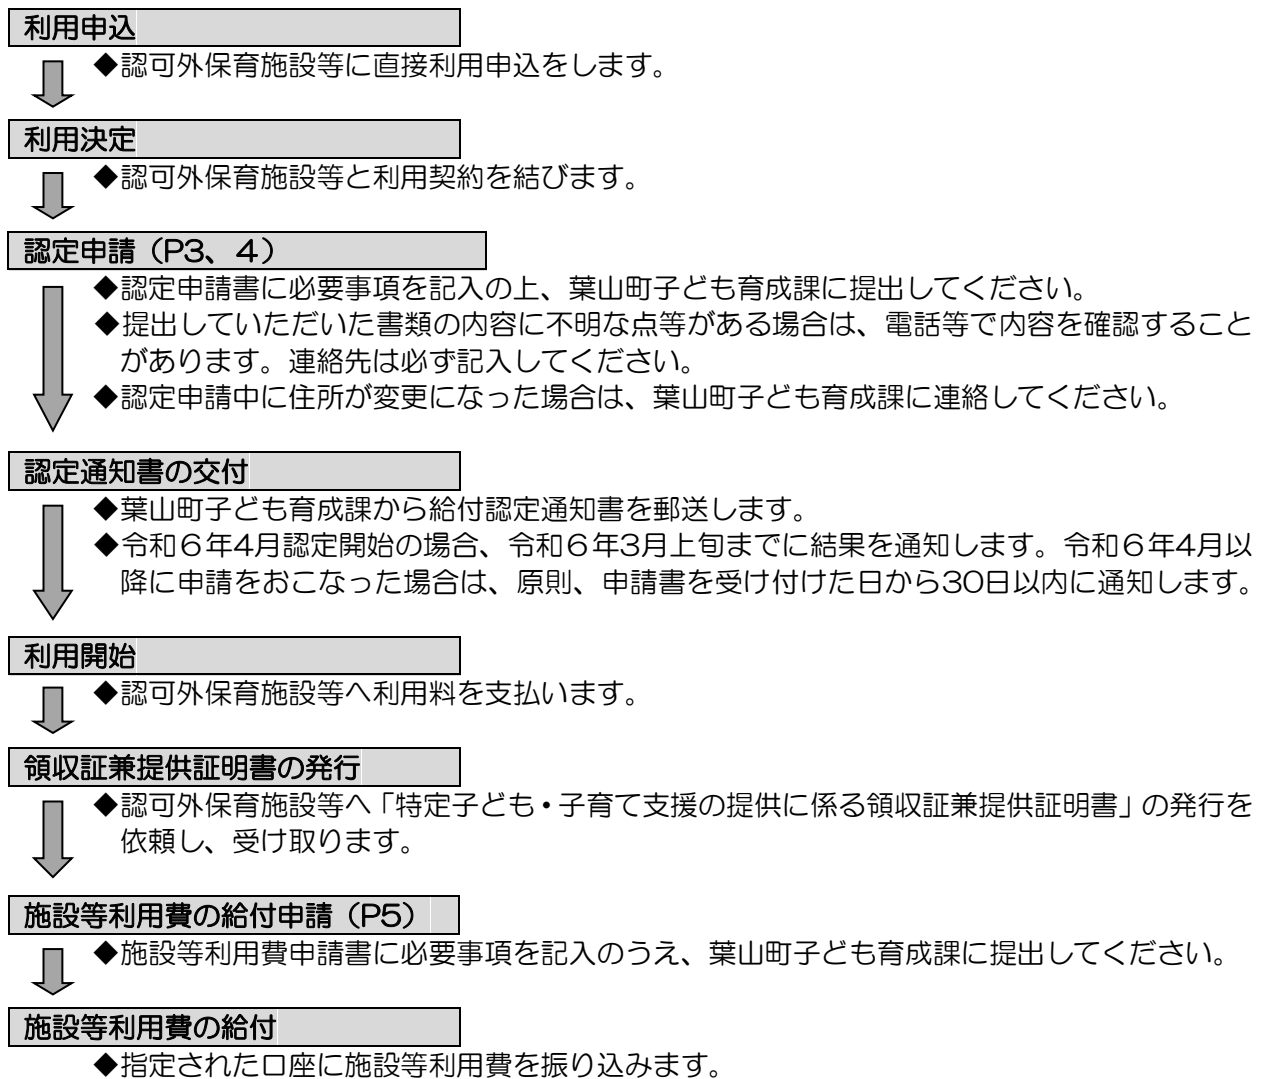 利用申込
◆認可外保育施設等に直接利用申込をします。
利用決定
◆認可外保育施設等と利用契約を結びます。
認定申請（P3、4）
◆認定申請書に必要事項を記入の上、葉山町子ども育成課に提出してください。
◆提出していただいた書類の内容に不明な点等がある場合は、電話等で内容を確認すること
があります。連絡先は必ず記入してください。
◆認定申請中に住所が変更になった場合は、葉山町子ども育成課に連絡してください。
認定通知書の交付
◆葉山町子ども育成課から給付認定通知書を郵送します。
◆令和６年4月認定開始の場合、令和６年3月上旬までに結果を通知します。令和６年4月以
降に申請をおこなった場合は、原則、申請書を受け付けた日から30日以内に通知します。
利用開始
◆認可外保育施設等へ利用料を支払います。
領収証兼提供証明書の発行
◆認可外保育施設等へ「特定子ども・子育て支援の提供に係る領収証兼提供証明書」の発行を
依頼し、受け取ります。
施設等利用費の給付申請（P5）
◆施設等利用費申請書に必要事項を記入のうえ、葉山町子ども育成課に提出してください。
施設等利用費の給付
◆指定された口座に施設等利用費を振り込みます。